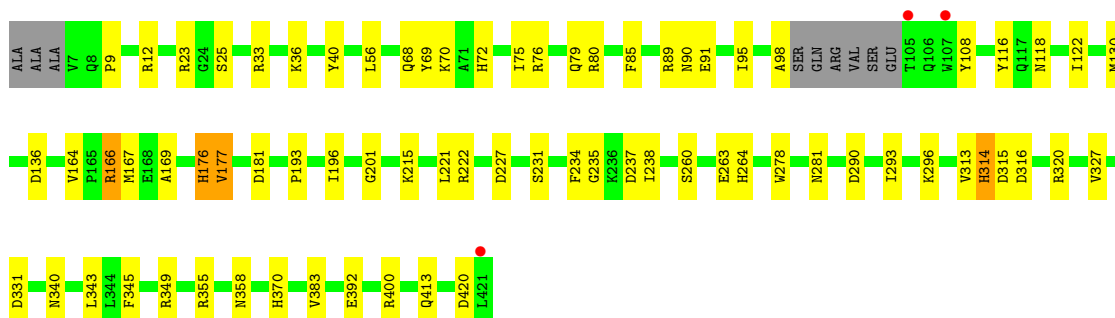 ALA ALA ALA V7 Q8 P9 R12 R23 G24 S25 R33 K36 Y40 L56 Q68 Y69 K70 A71 H72 I75 R76 Q79 R80 F85 R89 N90 E91 I95 A98 SER GLN ARG VAL SER GLU T105 Q106 W107 Y108 Y116 Q117 N118 I122
D136 V164 P165 R166 M167 E168 A169 H176 V177 D181 P193 I196 G201 K215 L221 R222 D227 S231 F234 G235 K236 D237 I238 S260 E263 H264 W278 N281 D290 I293 K296 V313 H314 D315 D316 R320 V327
D331 N340 L343 L344 F345 R349 R355 N358 H370 V383 E392 R400 Q413 D420 L421